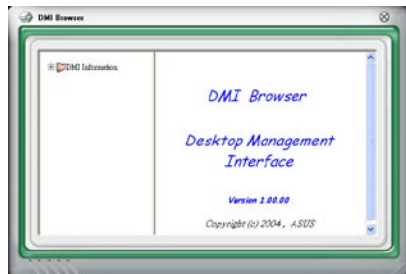 DMI Browser
DMI Information
DMI Browser
Desktop Management
Interface
Version 1.00.00
Copyright (c) 2004, ASUS